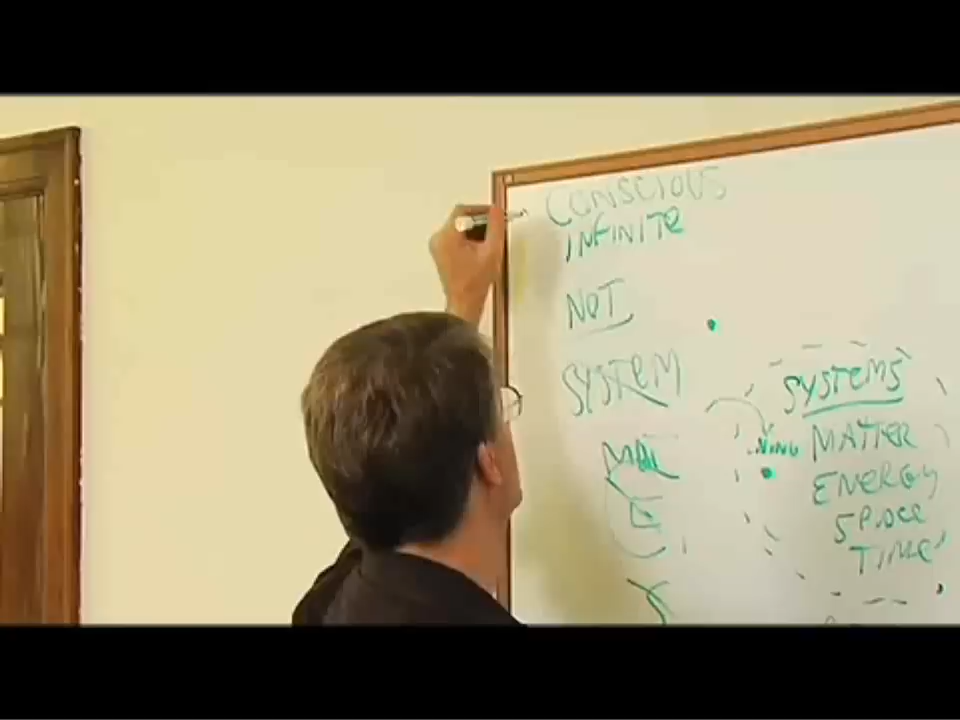 CONSCIOUS
INFINITE
NOT
SYSTEM
SYSTEMS
MATTER
ENERGY
SPACE
TIME